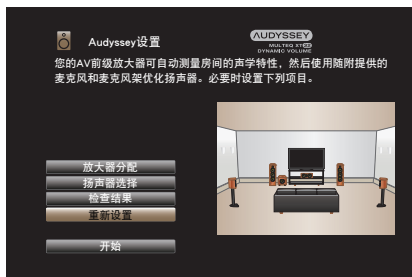 Audyssey设置
AUDYSSEY
MULTEQ XT32
DYNAMIC VOLUME
您的AV前级放大器可自动测量房间的声学特性，然后使用随附提供的
麦克风和麦克风架优化扬声器。必要时设置下列项目。
放大器分配
扬声器选择
检查结果
重新设置
开始